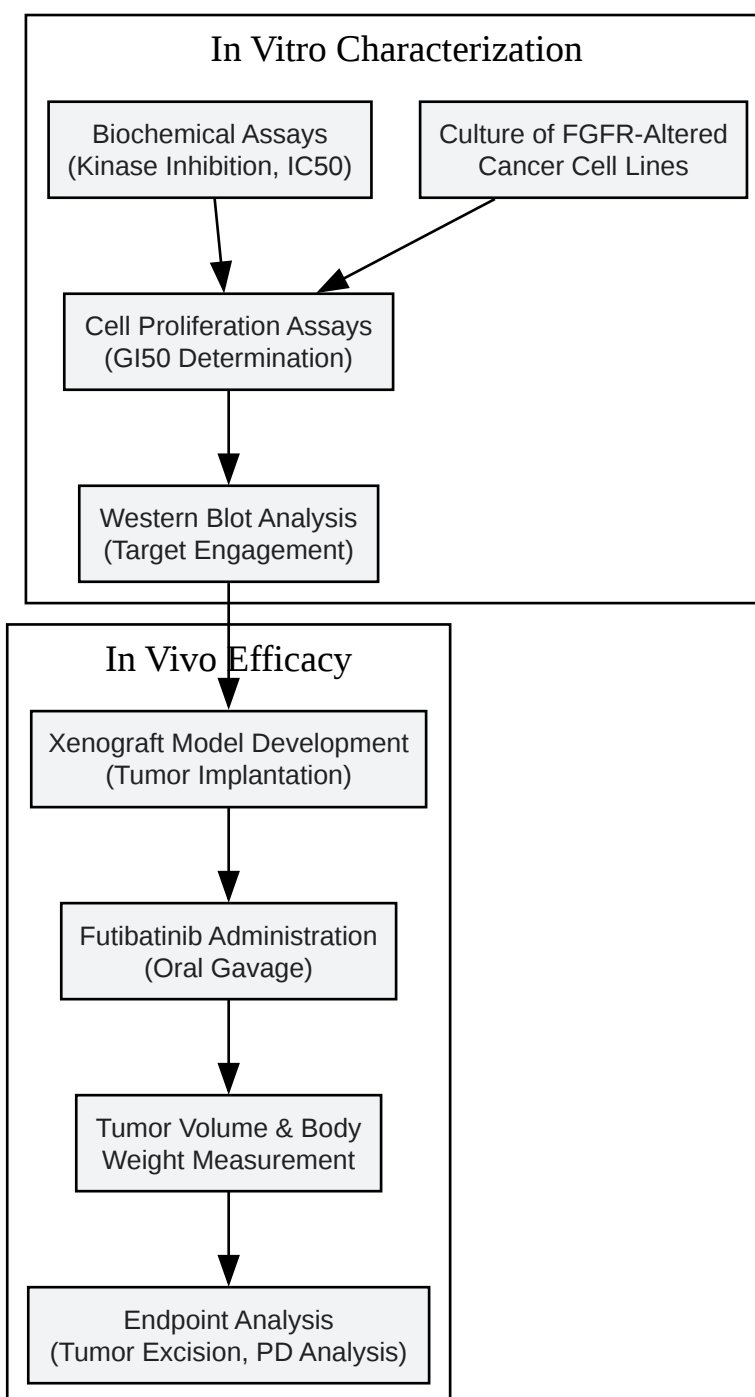 In Vitro Characterization
Biochemical Assays
(Kinase Inhibition, IC50)
Culture of FGFR-Altered
Cancer Cell Lines
Cell Proliferation Assays
(GI50 Determination)
Western Blot Analysis
(Target Engagement)
In Vivo Efficacy
Xenograft Model Development
(Tumor Implantation)
Futibatinib Administration
(Oral Gavage)
Tumor Volume & Body
Weight Measurement
Endpoint Analysis
(Tumor Excision, PD Analysis)